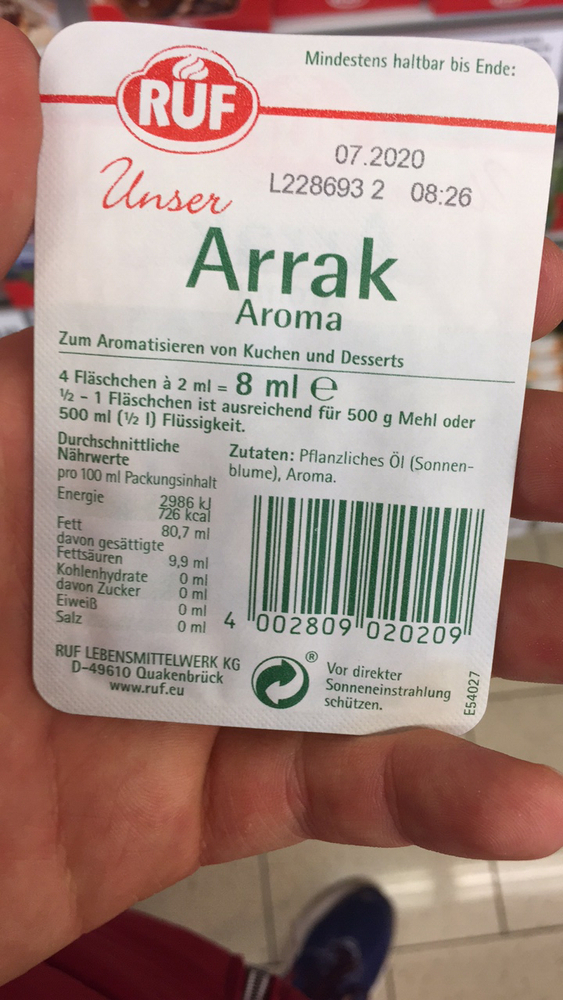 Mindestens haltbar bis Ende:
RUF
07.2020
L228693 2 08:26
Unser
Arrak
Aroma
Zum Aromatisieren von Kuchen und Desserts
4 Fläschchen à 2 ml = 8 ml ℮
½ - 1 Fläschchen ist ausreichend für 500 g Mehl oder
500 ml (½ l) Flüssigkeit.
Durchschnittliche
Nährwerte
pro 100 ml Packungsinhalt
Energie 2986 kJ
726 kcal
Fett 80,7 ml
davon gesättigte
Fettsäuren 9,9 ml
Kohlenhydrate 0 ml
davon Zucker 0 ml
Eiweiß 0 ml
Salz 0 ml
Zutaten: Pflanzliches Öl (Sonnen-
blume), Aroma.
4 002809 020209
RUF LEBENSMITTELWERK KG
D-49610 Quakenbrück
www.ruf.eu
®
Vor direkter
Sonneneinstrahlung
schützen.
E54027